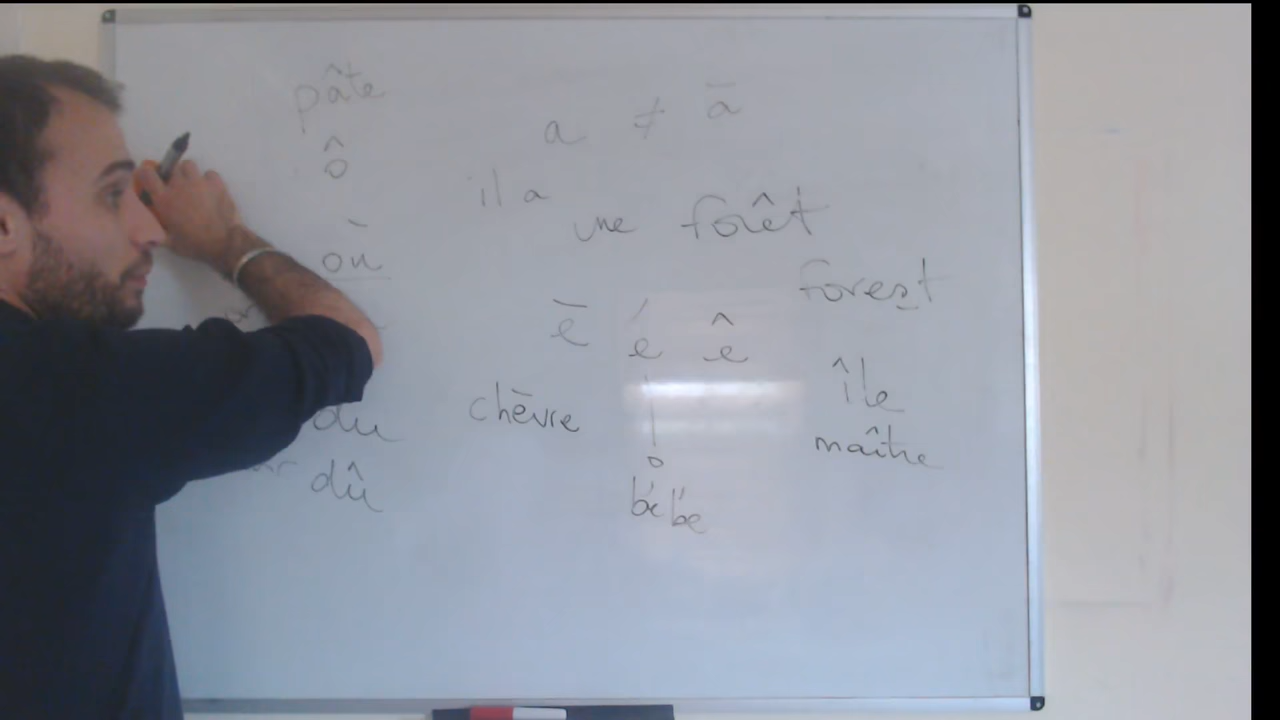 pâte
ô
où
du
dû
a ≠ à
il a
une forêt
forest
è é ê
chèvre
bébé
île
maître